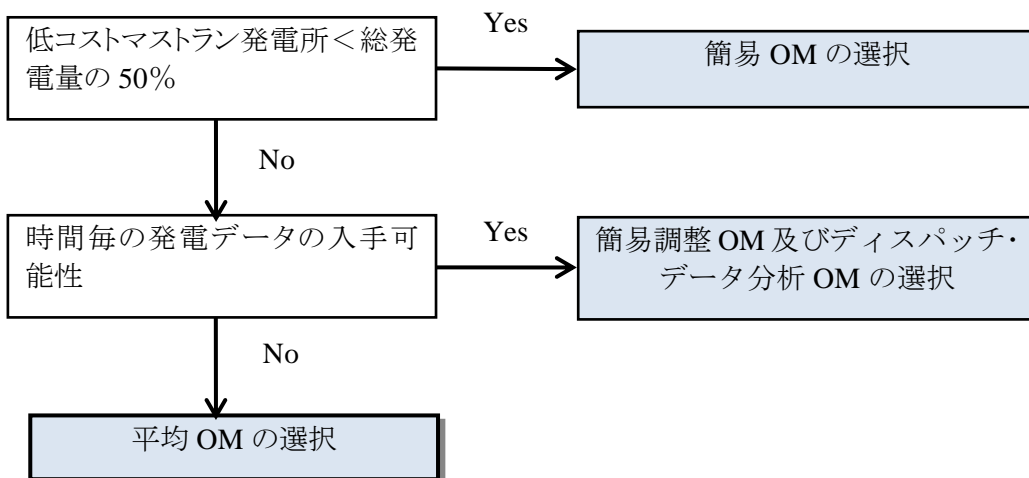 低コストマストラン発電所＜総発
電量の 50％
Yes
簡易 OM の選択
No
時間毎の発電データの入手可
能性
Yes
簡易調整 OM 及びディスパッチ・
データ分析 OM の選択
No
平均 OM の選択